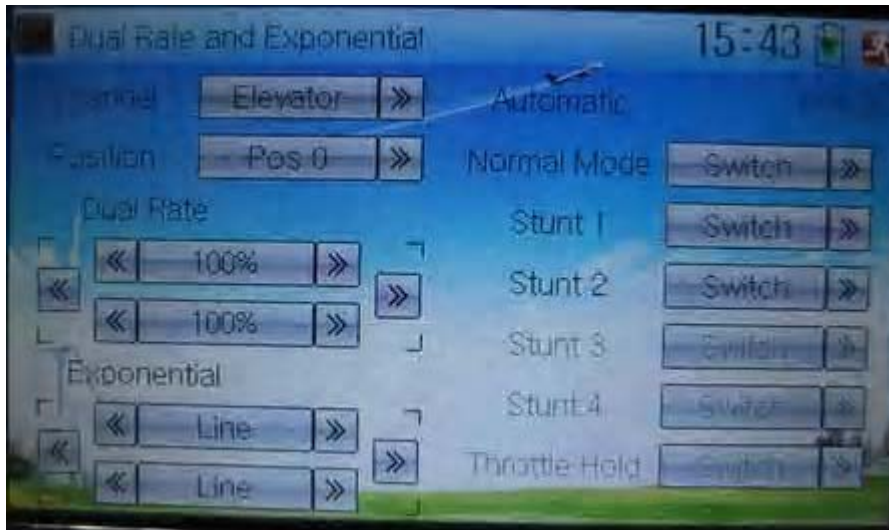 Dual Rate and Exponential 15:43
Channel Elevator Automatic
Position Pos 0 Normal Mode Switch
Dual Rate Stunt 1 Switch
100%
100% Stunt 2 Switch
Exponential Stunt 3 Switch
Line Stunt 4 Switch
Line Throttle Hold Switch